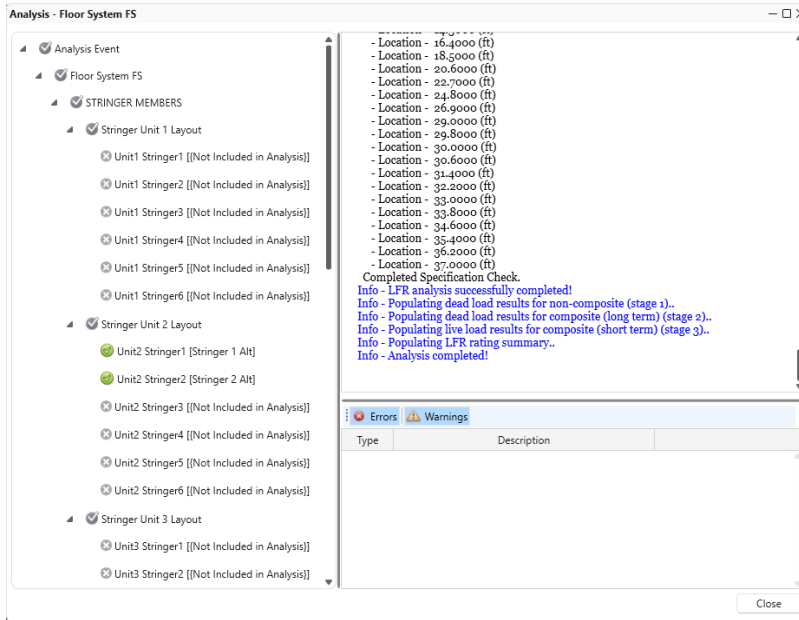 Analysis - Floor System FS
Analysis Event
Floor System FS
STRINGER MEMBERS
Stringer Unit 1 Layout
Unit1 Stringer1 [{Not Included in Analysis}]
Unit1 Stringer2 [{Not Included in Analysis}]
Unit1 Stringer3 [{Not Included in Analysis}]
Unit1 Stringer4 [{Not Included in Analysis}]
Unit1 Stringer5 [{Not Included in Analysis}]
Unit1 Stringer6 [{Not Included in Analysis}]
Stringer Unit 2 Layout
Unit2 Stringer1 [Stringer 1 Alt]
Unit2 Stringer2 [Stringer 2 Alt]
Unit2 Stringer3 [{Not Included in Analysis}]
Unit2 Stringer4 [{Not Included in Analysis}]
Unit2 Stringer5 [{Not Included in Analysis}]
Unit2 Stringer6 [{Not Included in Analysis}]
Stringer Unit 3 Layout
Unit3 Stringer1 [{Not Included in Analysis}]
Unit3 Stringer2 [{Not Included in Analysis}]
- Location - 16.4000 (ft)
- Location - 18.5000 (ft)
- Location - 20.6000 (ft)
- Location - 22.7000 (ft)
- Location - 24.8000 (ft)
- Location - 26.9000 (ft)
- Location - 29.0000 (ft)
- Location - 29.8000 (ft)
- Location - 30.0000 (ft)
- Location - 30.6000 (ft)
- Location - 31.4000 (ft)
- Location - 32.2000 (ft)
- Location - 33.0000 (ft)
- Location - 33.8000 (ft)
- Location - 34.6000 (ft)
- Location - 35.4000 (ft)
- Location - 36.2000 (ft)
- Location - 37.0000 (ft)
Completed Specification Check.
Info - LFR analysis successfully completed!
Info - Populating dead load results for non-composite (stage 1)..
Info - Populating dead load results for composite (long term) (stage 2)..
Info - Populating live load results for composite (short term) (stage 3)..
Info - Populating LFR rating summary..
Info - Analysis completed!
Errors Warnings
Type Description
Close